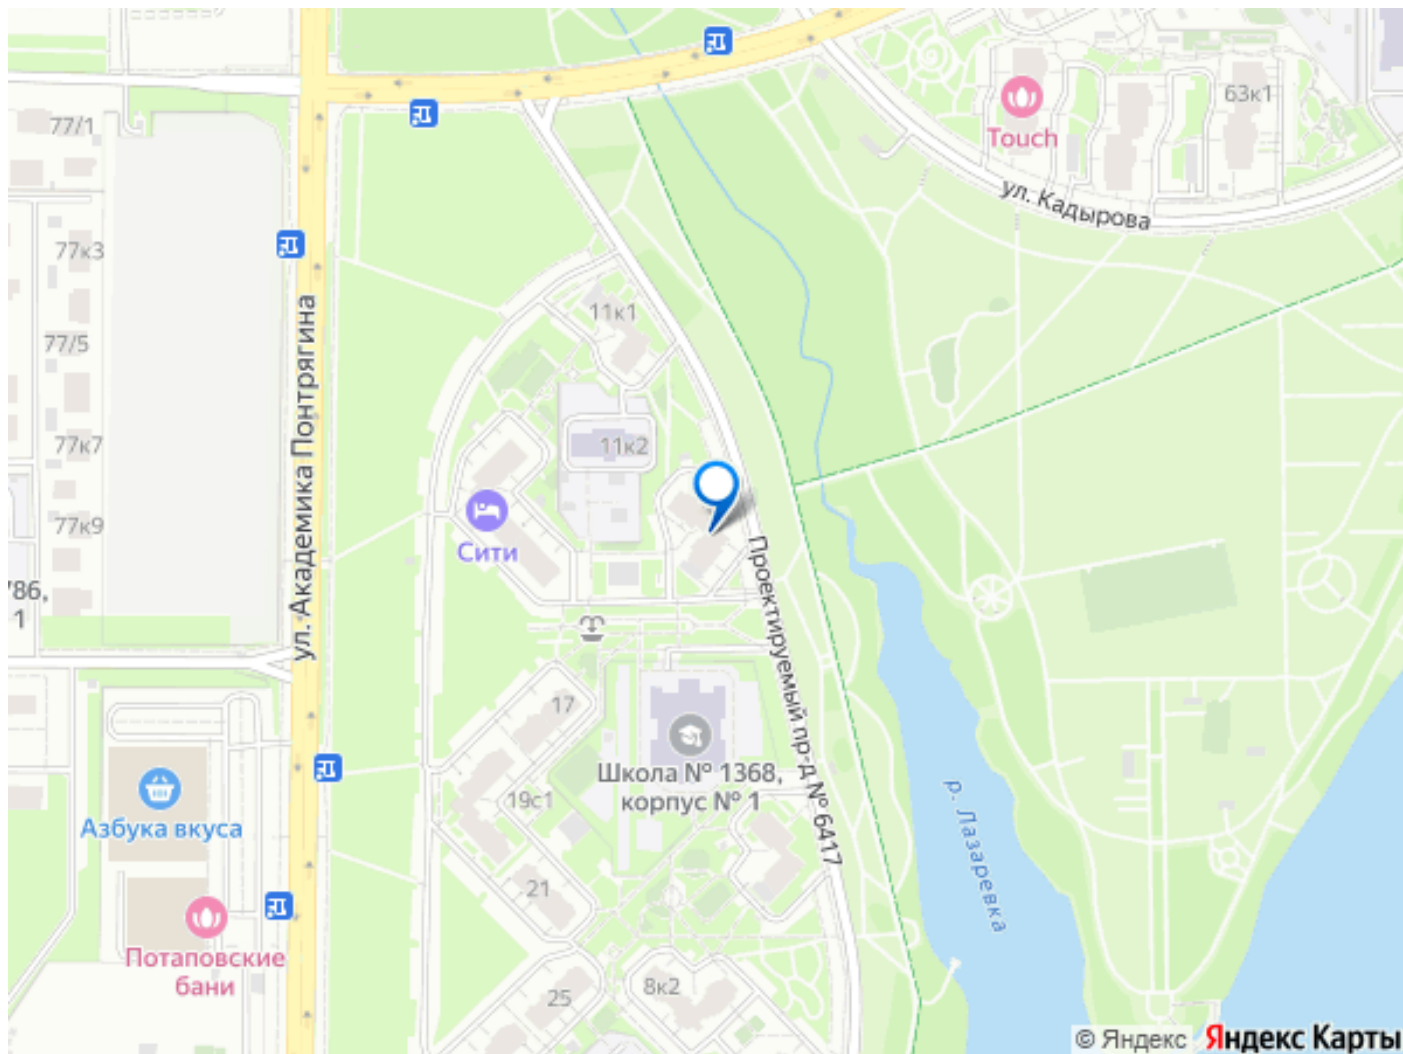 77/1
Touch
63к1
ул. Кадырова
77к3
11к1
77/5
ул. Академика Понтрягина
77к7
11к2
77к9
Сити
786,
1
Проектируемый пр-д № 6417
17
Школа № 1368,
корпус № 1
19с1
Азбука вкуса
р. Лазаревка
21
Потаповские
бани
25
8к2
© Яндекс Яндекс Карты